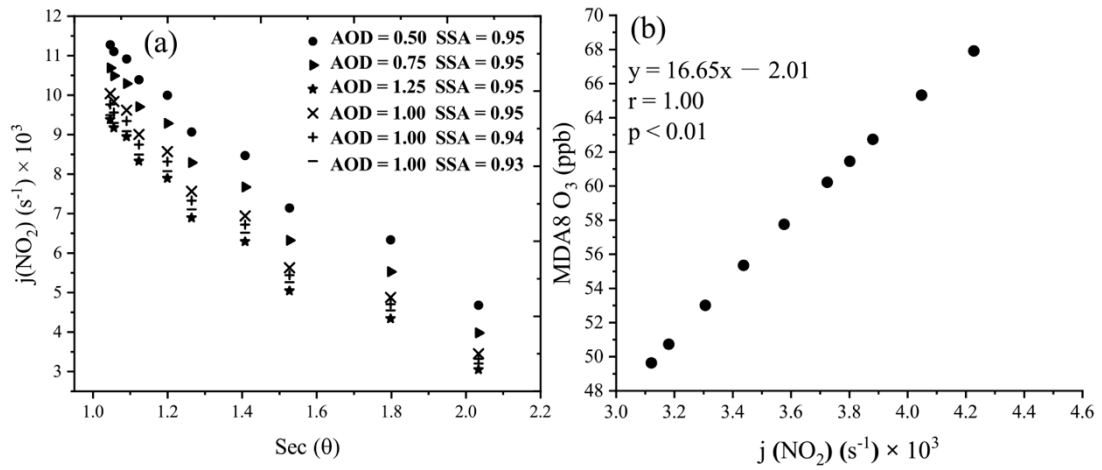 (a)
AOD = 0.50 SSA = 0.95
AOD = 0.75 SSA = 0.95
AOD = 1.25 SSA = 0.95
AOD = 1.00 SSA = 0.95
AOD = 1.00 SSA = 0.94
AOD = 1.00 SSA = 0.93
12
11
10
9
8
7
6
5
4
3
j(NO₂) (s⁻¹) × 10³
1.0 1.2 1.4 1.6 1.8 2.0 2.2
Sec (θ)
(b)
y = 16.65x − 2.01
r = 1.00
p < 0.01
70
68
66
64
62
60
58
56
54
52
50
48
MDA8 O₃ (ppb)
3.0 3.2 3.4 3.6 3.8 4.0 4.2 4.4 4.6
j (NO₂) (s⁻¹) × 10³